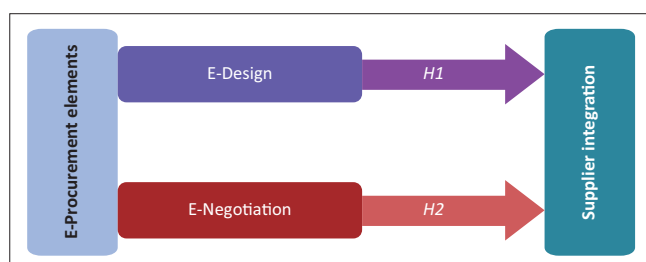 E-Procurement elements
E-Design
H1
E-Negotiation
H2
Supplier integration